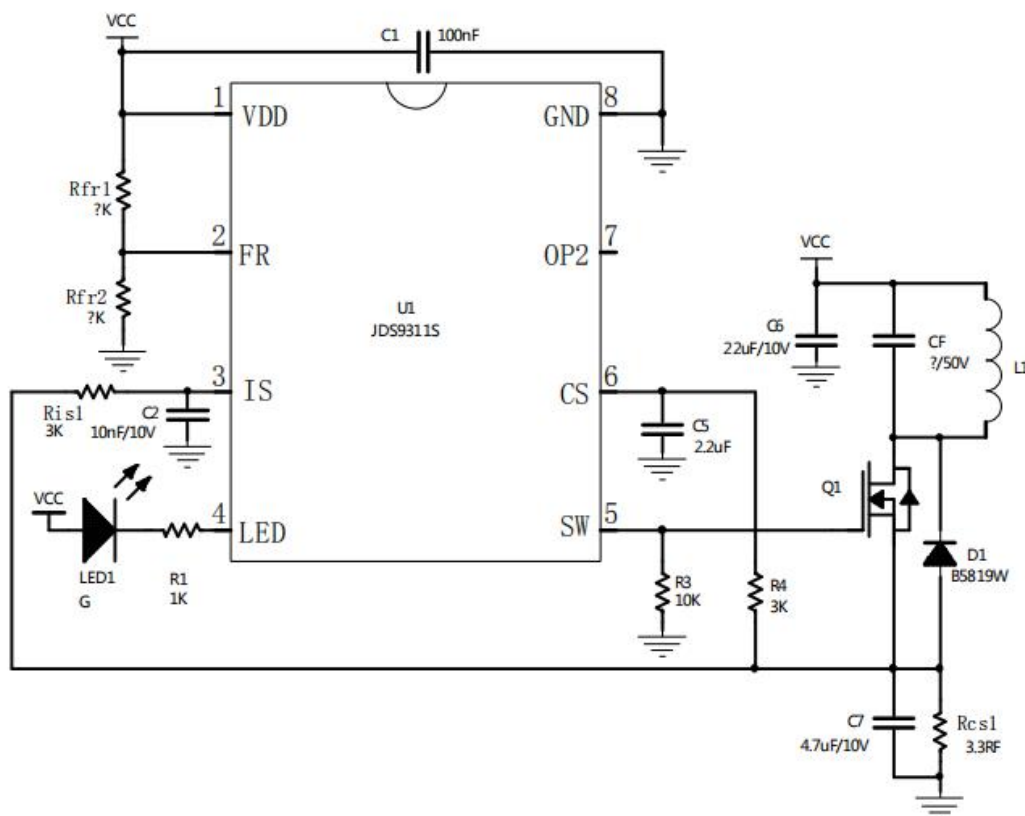 VCC
C1
100nF
1
VDD
GND
8
Rfr1
?K
2
FR
OP2
7
VCC
Rfr2
?K
U1
JDS9311S
C6
22uF/10V
CF
?/50V
L1
3
IS
CS
6
Ris1
3K
C2
10nF/10V
C5
2.2uF
VCC
Q1
4
LED
SW
5
LED1
G
R1
1K
R3
10K
R4
3K
D1
B5819W
C7
4.7uF/10V
Rcs1
3.3RF